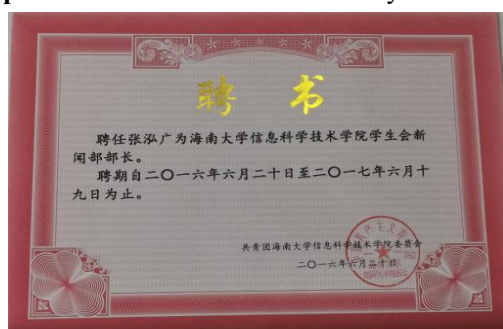 聘书
聘任张泓广为海南大学信息科学技术学院学生会新
闻部部长。
聘期自二〇一六年六月二十日至二〇一七年六月十
九日为止。
共青团海南大学信息科学技术学院委员会
二〇一六年六月二十日